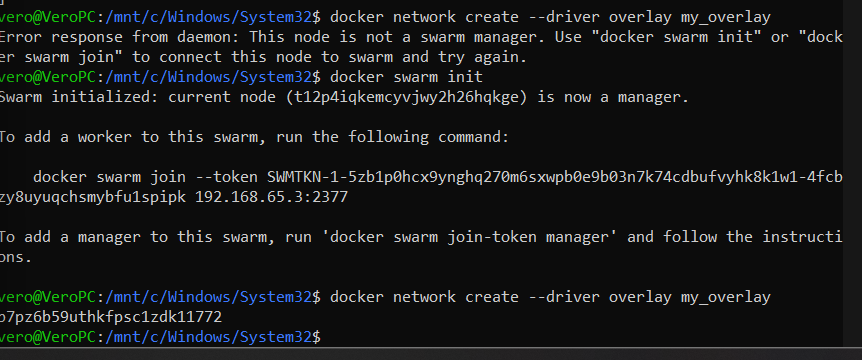 vero@VeroPC:/mnt/c/Windows/System32$ docker network create --driver overlay my_overlay
Error response from daemon: This node is not a swarm manager. Use "docker swarm init" or "dock
er swarm join" to connect this node to swarm and try again.
vero@VeroPC:/mnt/c/Windows/System32$ docker swarm init
Swarm initialized: current node (t12p4iqkemcyvjwy2h26hqkge) is now a manager.
To add a worker to this swarm, run the following command:
docker swarm join --token SWMTKN-1-5zb1p0hcx9ynghq270m6sxwpb0e9b03n7k74cdbufvyhk8k1w1-4fcb
zy8uyuqchsmybfu1spipk 192.168.65.3:2377
To add a manager to this swarm, run 'docker swarm join-token manager' and follow the instructi
ons.
vero@VeroPC:/mnt/c/Windows/System32$ docker network create --driver overlay my_overlay
p7pz6b59uthkfpsc1zdk11772
vero@VeroPC:/mnt/c/Windows/System32$